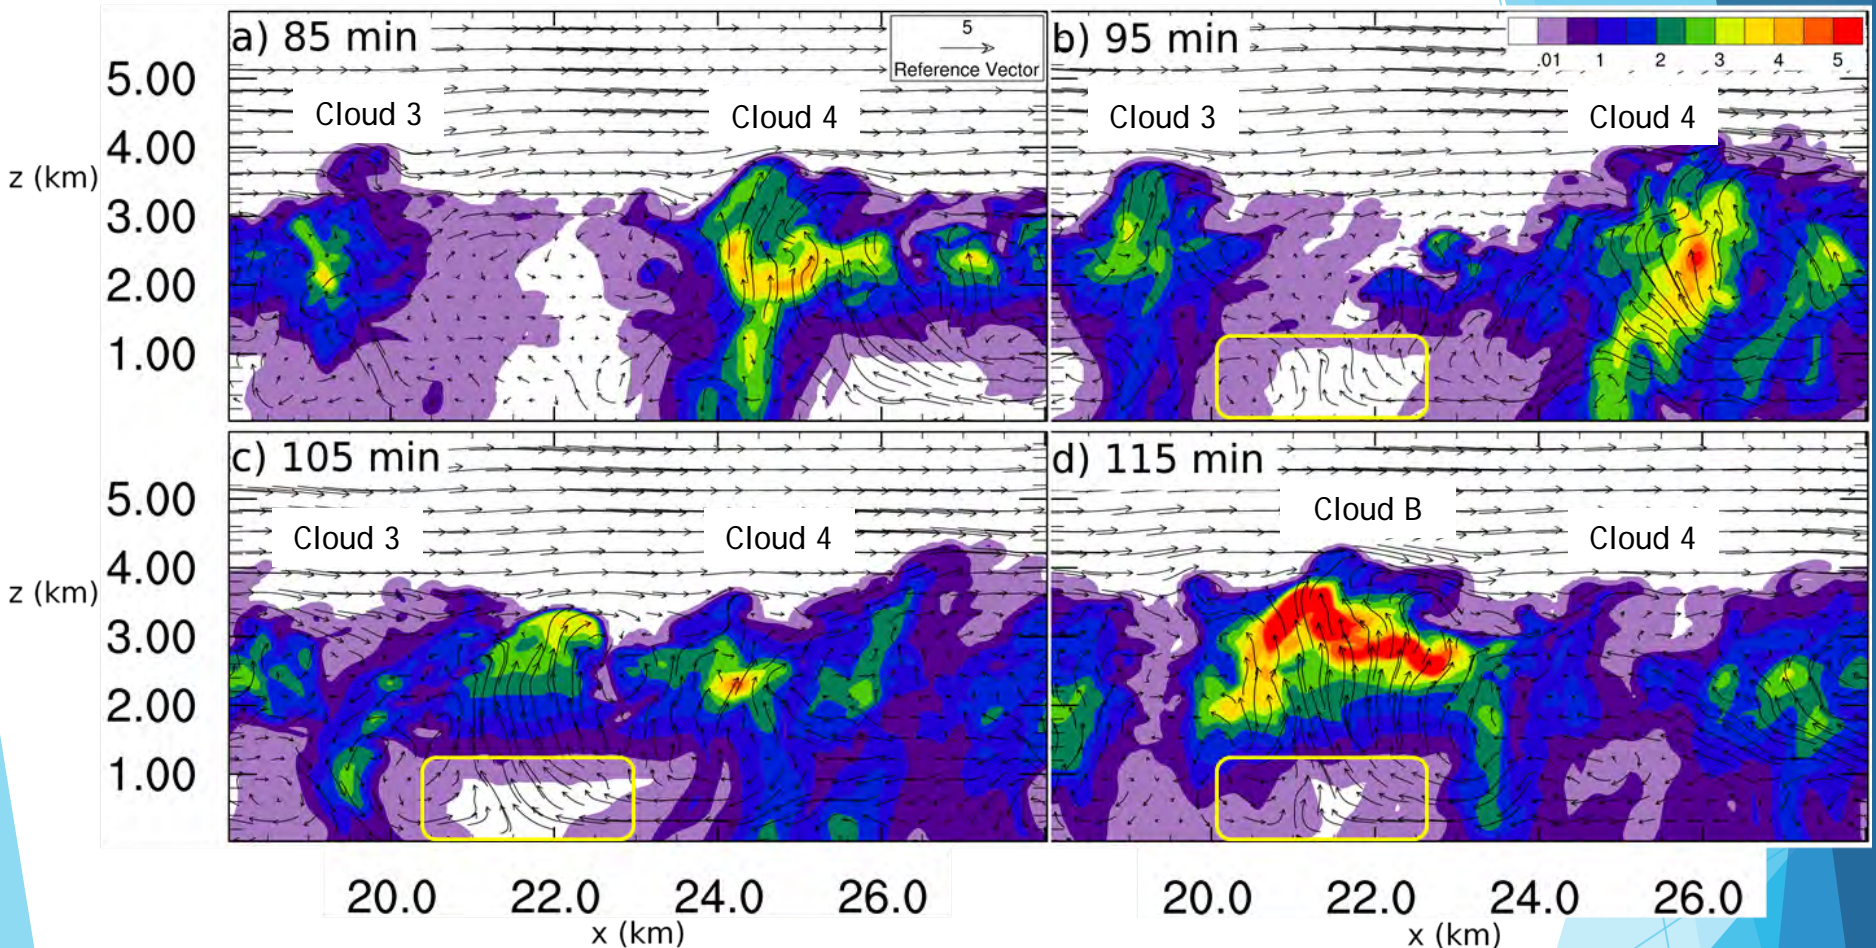 a) 85 min
5
Reference Vector
b) 95 min
.01 1 2 3 4 5
5.00
4.00
3.00
2.00
1.00
z (km)
Cloud 3
Cloud 4
Cloud 3
Cloud 4
c) 105 min
d) 115 min
5.00
4.00
3.00
2.00
1.00
z (km)
Cloud 3
Cloud 4
Cloud B
Cloud 4
20.0 22.0 24.0 26.0
x (km)
20.0 22.0 24.0 26.0
x (km)